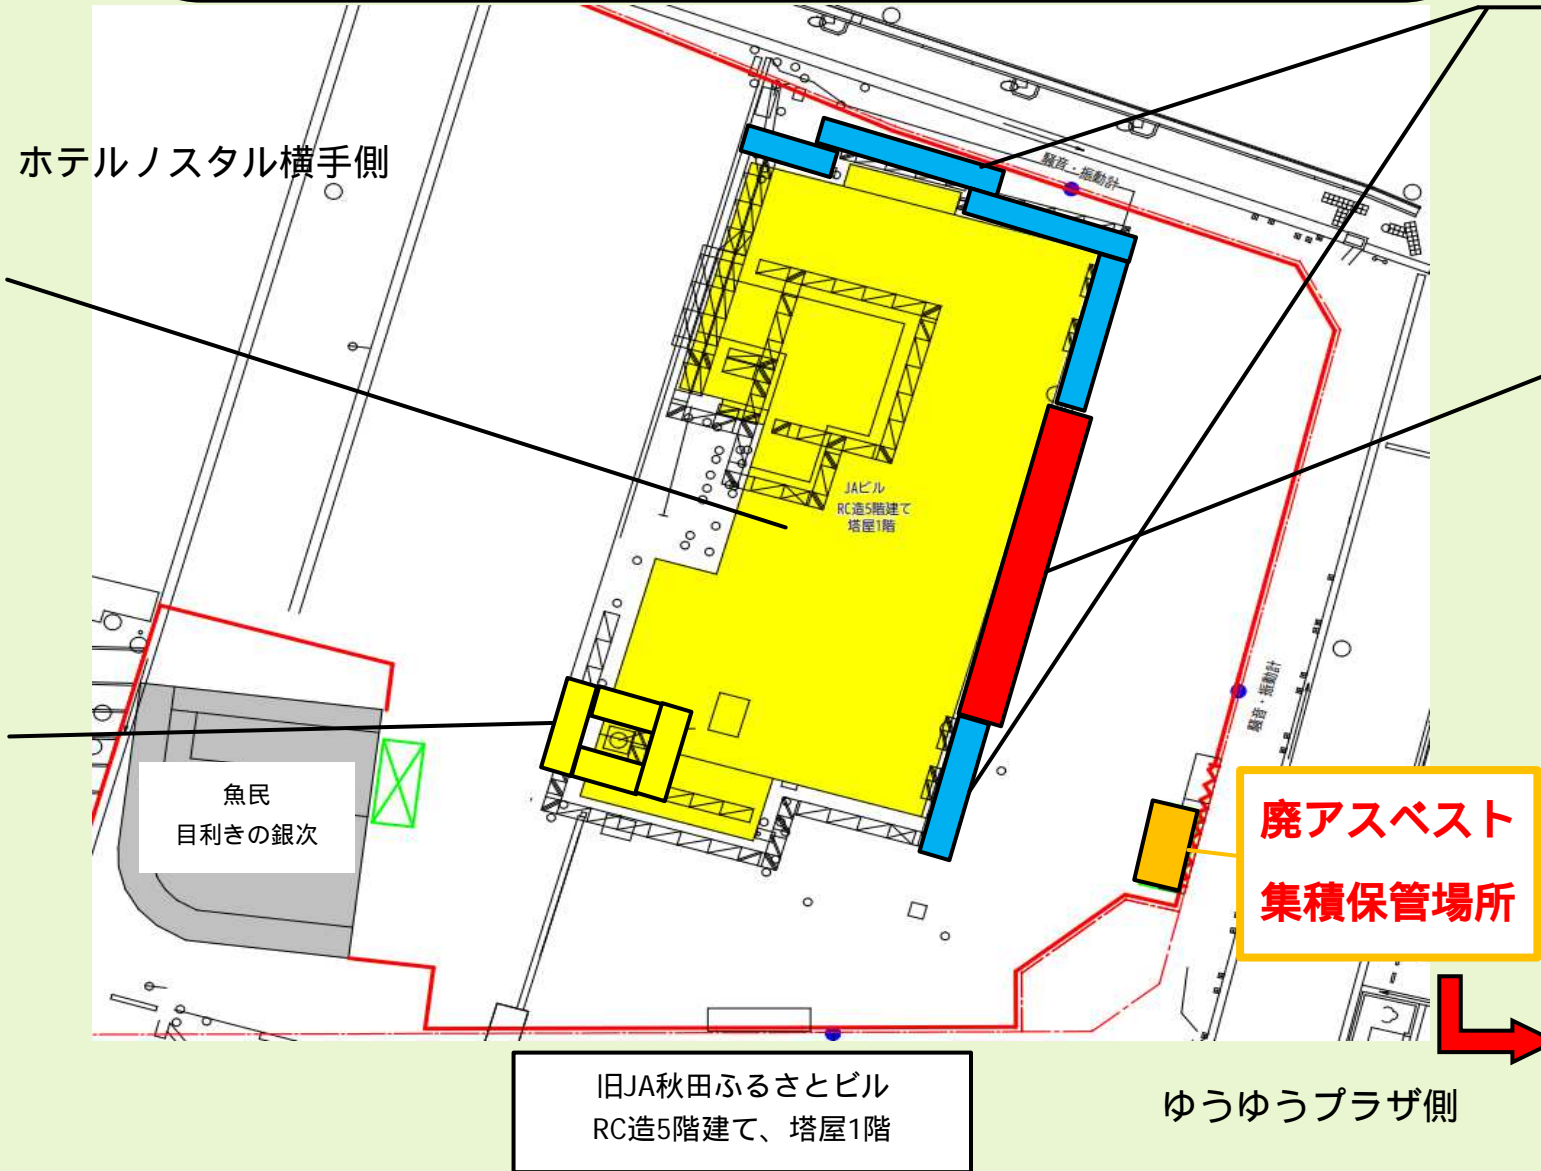 ホテルノスタル横手側
騒音・振動計
JAビル
RC造5階建て
塔屋1階
騒音・振動計
魚民
目利きの銀次
廃アスベスト
集積保管場所
旧JA秋田ふるさとビル
RC造5階建て、塔屋1階
ゆうゆうプラザ側